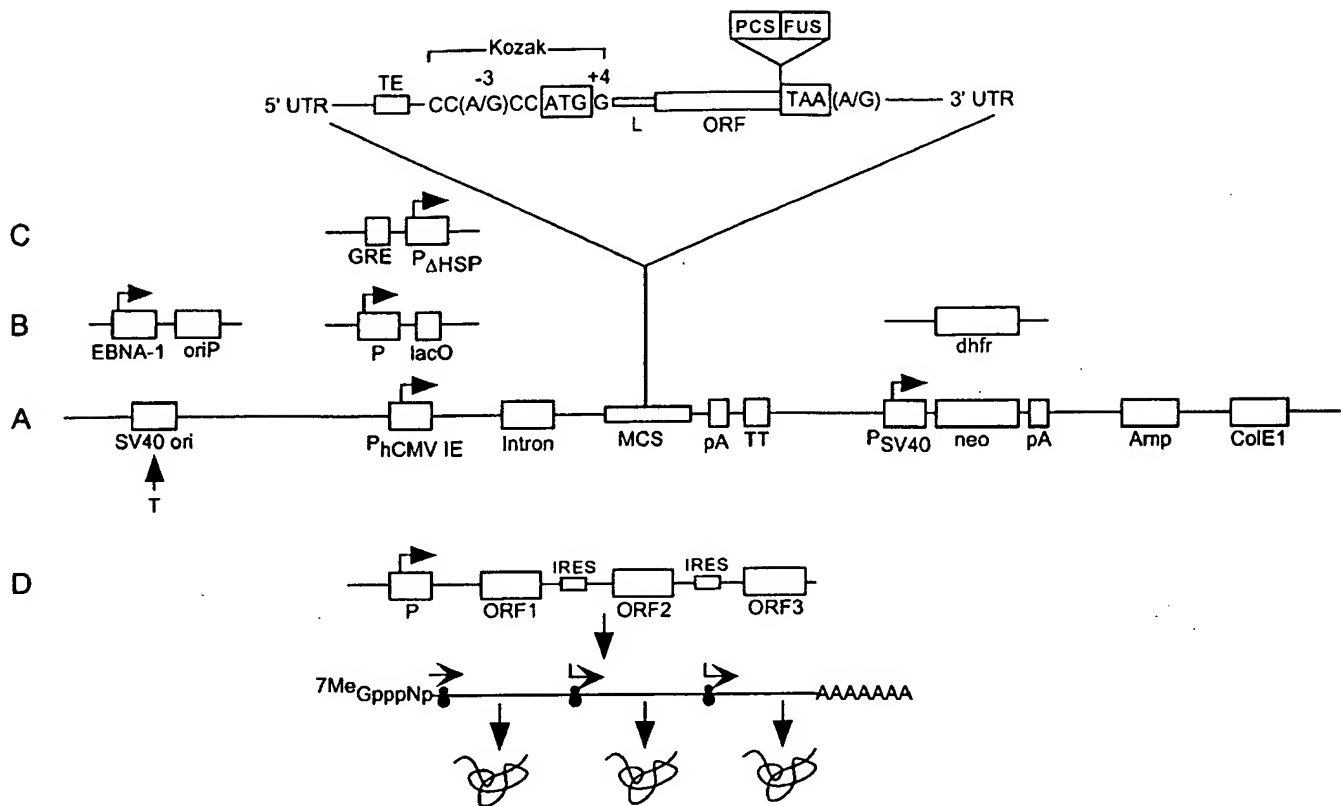 PCS FUS
Kozak
TE -3 +4
5' UTR CC(A/G)CC ATG G TAA (A/G) 3' UTR
L ORF
C
GRE PΔHSP
B
EBNA-1 oriP P lacO dhfr
A
SV40 ori PhCMV IE Intron MCS pA TT PSV40 neo pA Amp ColE1
T
D
IRES IRES
P ORF1 ORF2 ORF3
7MeGpppNp AAAAAAA